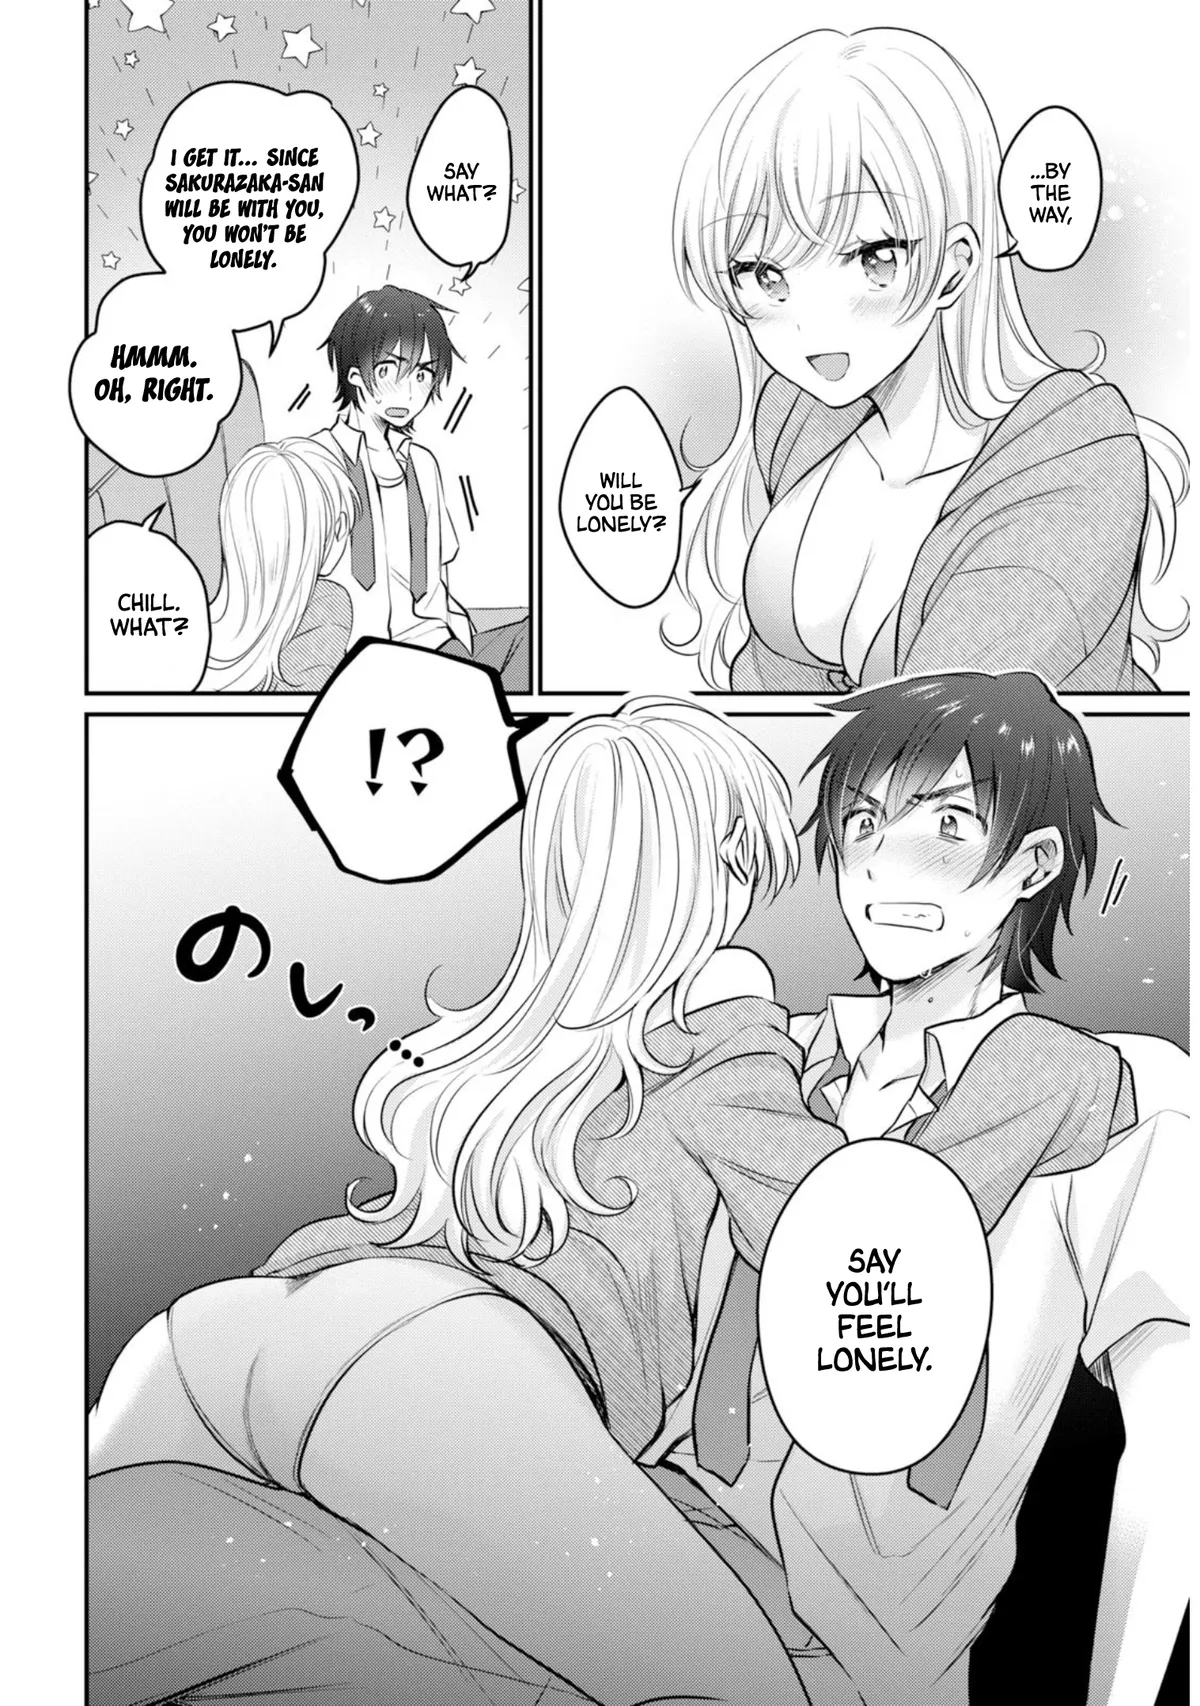 ...BY
THE
WAY,
WILL
YOU BE
LONELY?
SAY
WHAT?
I GET IT... SINCE
SAKURAZAKA-SAN
WILL BE WITH YOU,
YOU WON'T BE
LONELY.
HMMM.
OH, RIGHT.
CHILL.
WHAT?
!?
のしっ
...
SAY
YOU'LL
FEEL
LONELY.